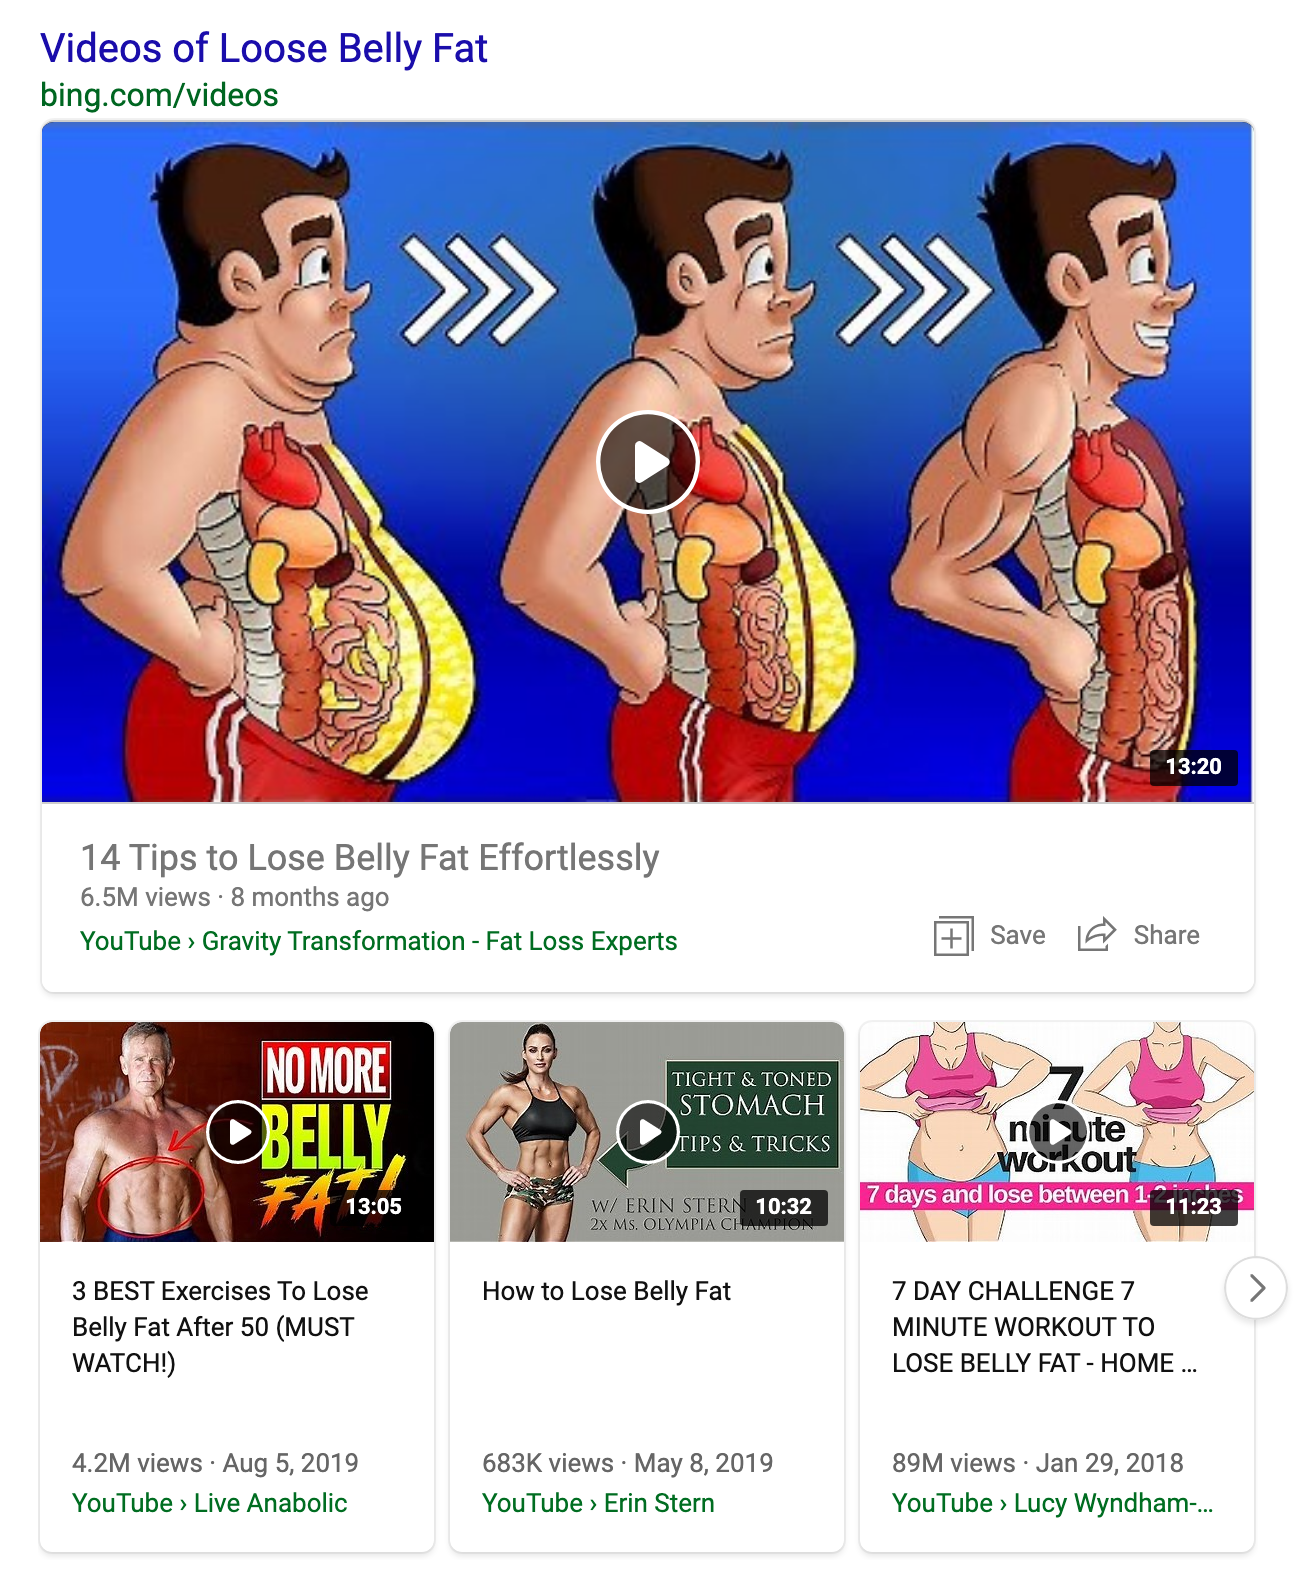 Videos of Loose Belly Fat
bing.com/videos
13:20
14 Tips to Lose Belly Fat Effortlessly
6.5M views · 8 months ago
YouTube › Gravity Transformation - Fat Loss Experts
Save
Share
NO MORE
BELLY
FAT!
13:05
3 BEST Exercises To Lose
Belly Fat After 50 (MUST
WATCH!)
4.2M views · Aug 5, 2019
YouTube › Live Anabolic
TIGHT & TONED
STOMACH
TIPS & TRICKS
W/ ERIN STERN
2X MS. OLYMPIA CHAMPION
10:32
How to Lose Belly Fat
683K views · May 8, 2019
YouTube › Erin Stern
7
minute
workout
7 days and lose between 1-2 inches
11:23
7 DAY CHALLENGE 7
MINUTE WORKOUT TO
LOSE BELLY FAT - HOME ...
89M views · Jan 29, 2018
YouTube › Lucy Wyndham-...